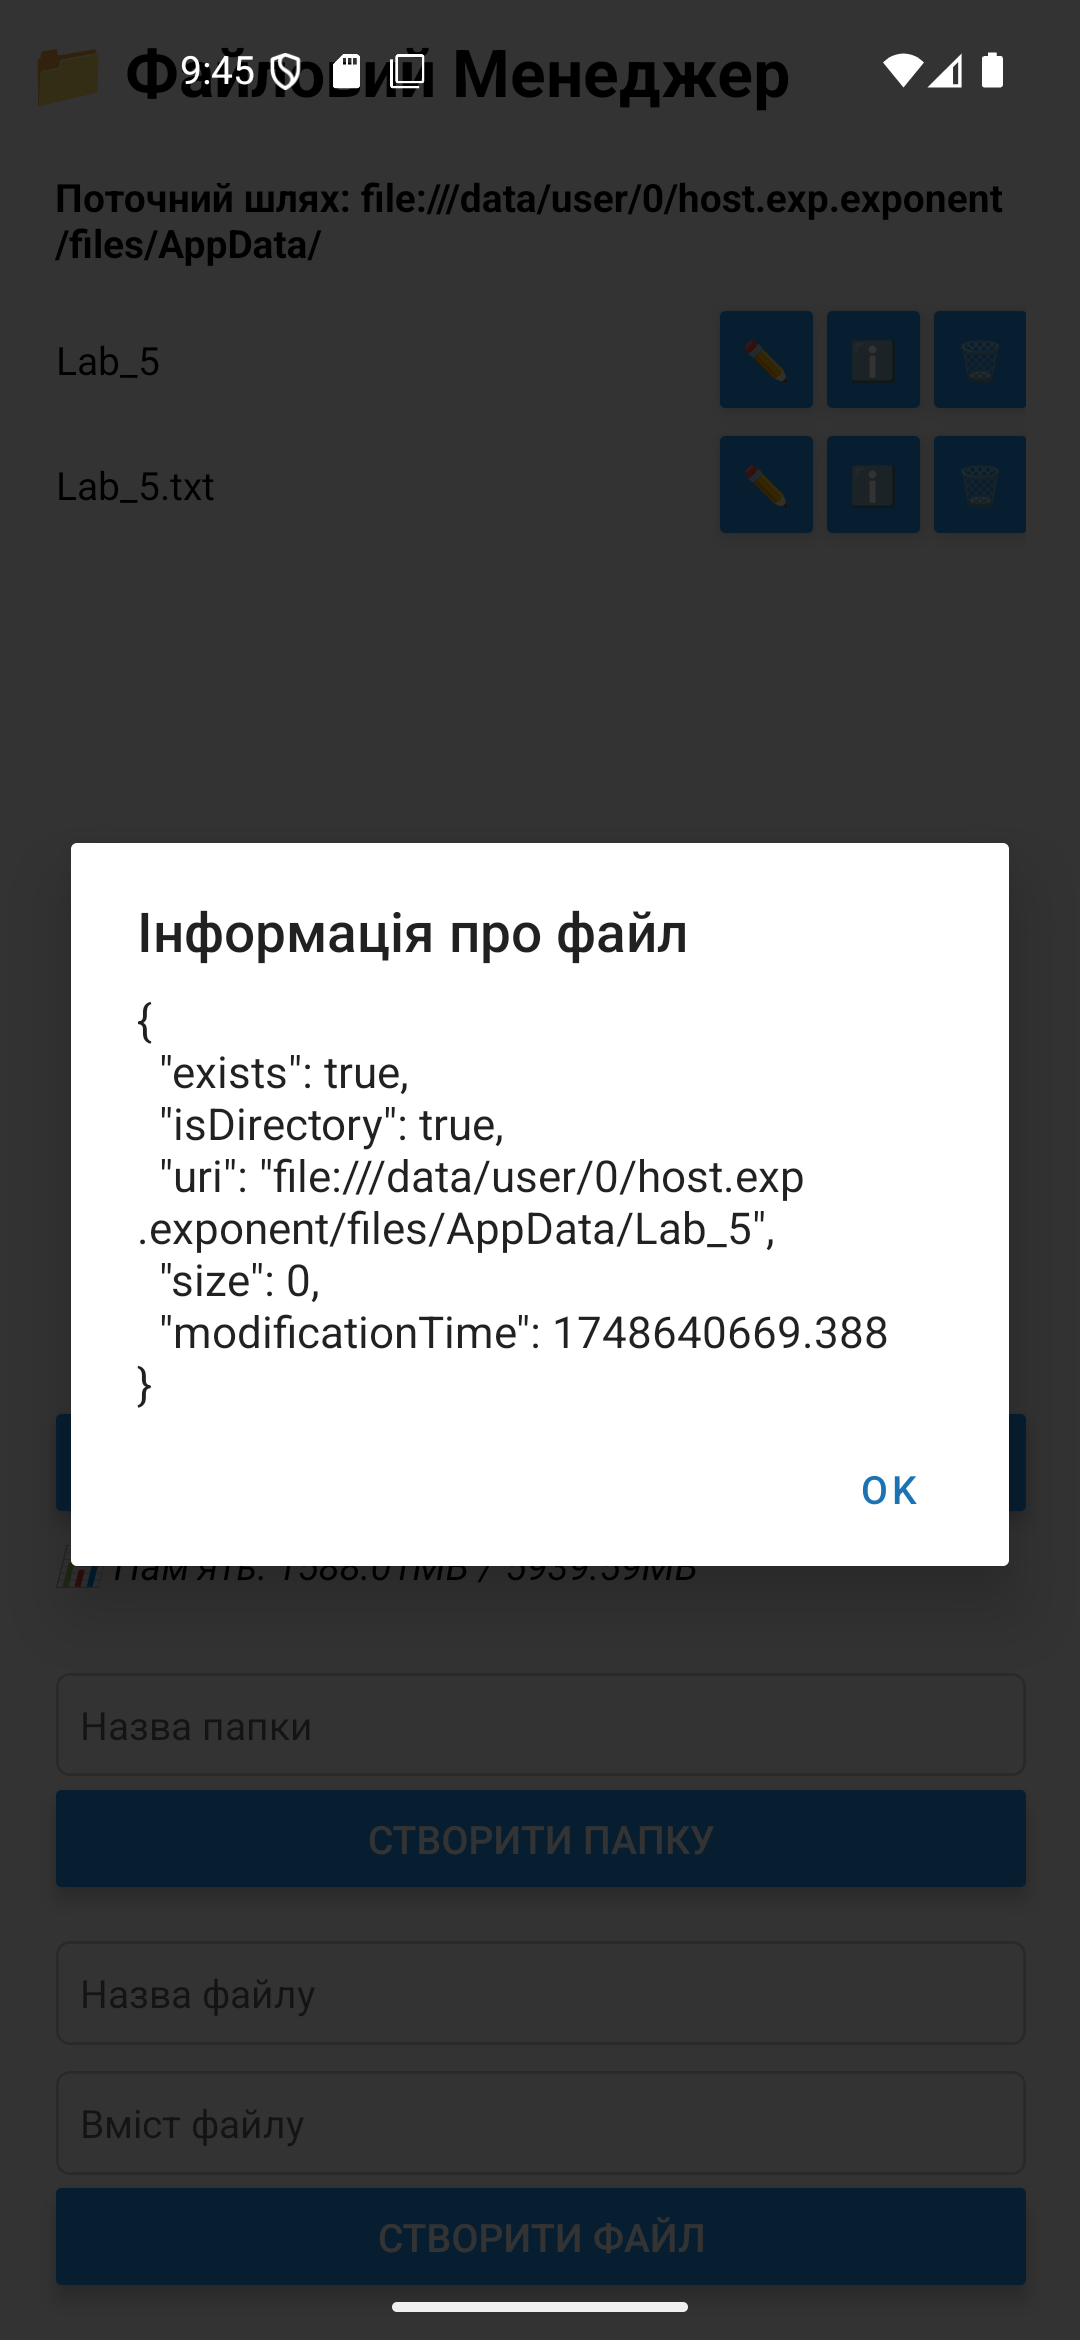 9:45
📁 Файловий Менеджер
Поточний шлях: file:///data/user/0/host.exp.exponent
/files/AppData/
Lab_5
Lab_5.txt
Інформація про файл
{
"exists": true,
"isDirectory": true,
"uri": "file:///data/user/0/host.exp
.exponent/files/AppData/Lab_5",
"size": 0,
"modificationTime": 1748640669.388
}
OK
📊 Пам'ять: 1588.01MB / 5939.59MB
Назва папки
СТВОРИТИ ПАПКУ
Назва файлу
Вміст файлу
СТВОРИТИ ФАЙЛ